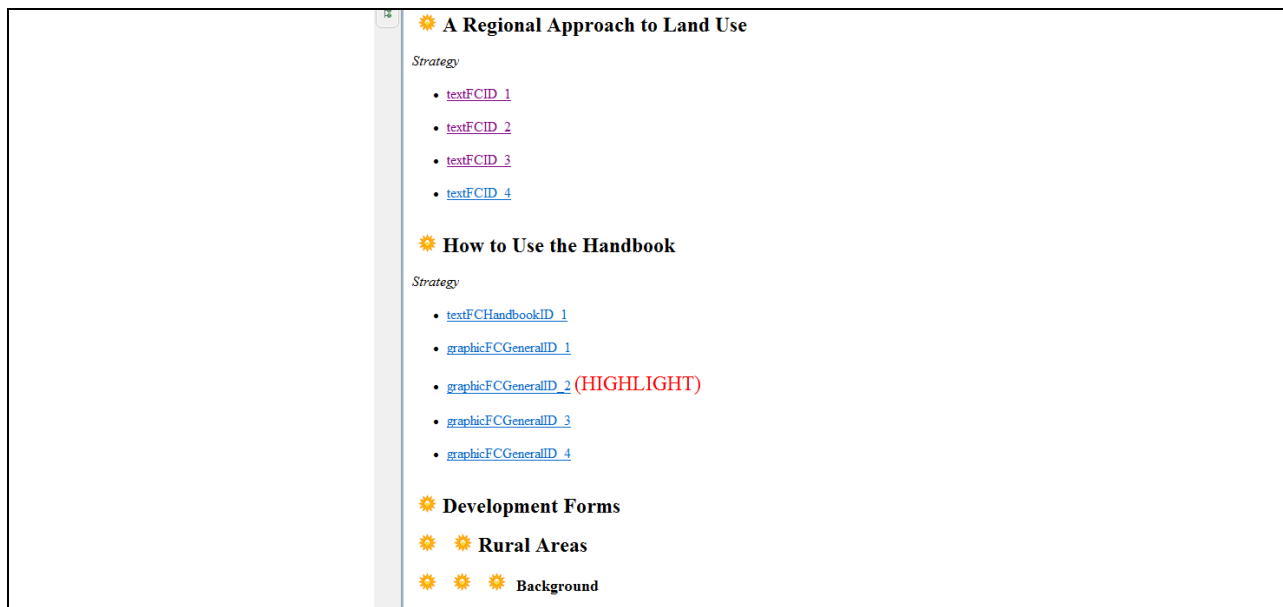 A Regional Approach to Land Use
Strategy
textFCID_1
textFCID_2
textFCID_3
textFCID_4
How to Use the Handbook
Strategy
textFCHandbookID_1
graphicFCGeneralID_1
graphicFCGeneralID_2 (HIGHLIGHT)
graphicFCGeneralID_3
graphicFCGeneralID_4
Development Forms
Rural Areas
Background